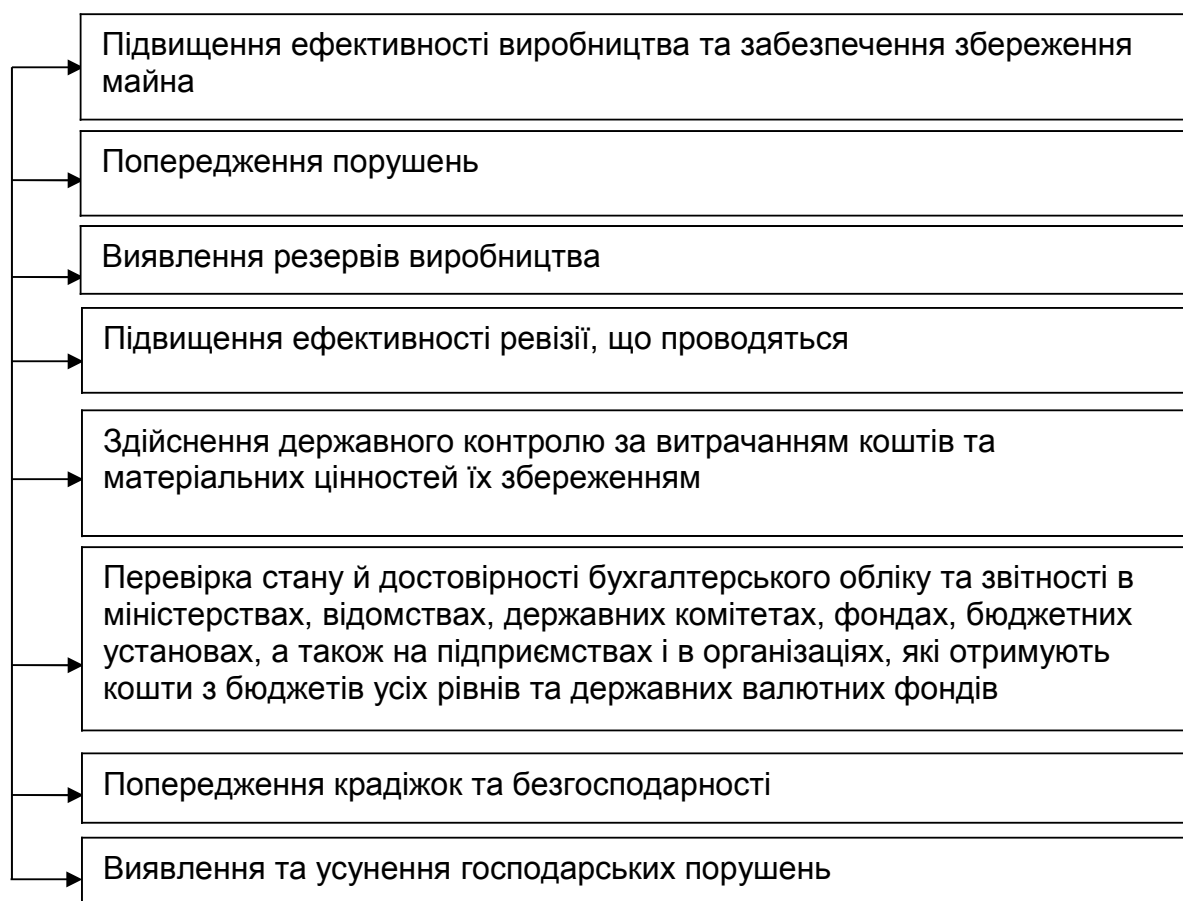 Підвищення ефективності виробництва та забезпечення збереження
майна
Попередження порушень
Виявлення резервів виробництва
Підвищення ефективності ревізії, що проводяться
Здійснення державного контролю за витрачанням коштів та
матеріальних цінностей їх збереженням
Перевірка стану й достовірності бухгалтерського обліку та звітності в
міністерствах, відомствах, державних комітетах, фондах, бюджетних
установах, а також на підприємствах і в організаціях, які отримують
кошти з бюджетів усіх рівнів та державних валютних фондів
Попередження крадіжок та безгосподарності
Виявлення та усунення господарських порушень